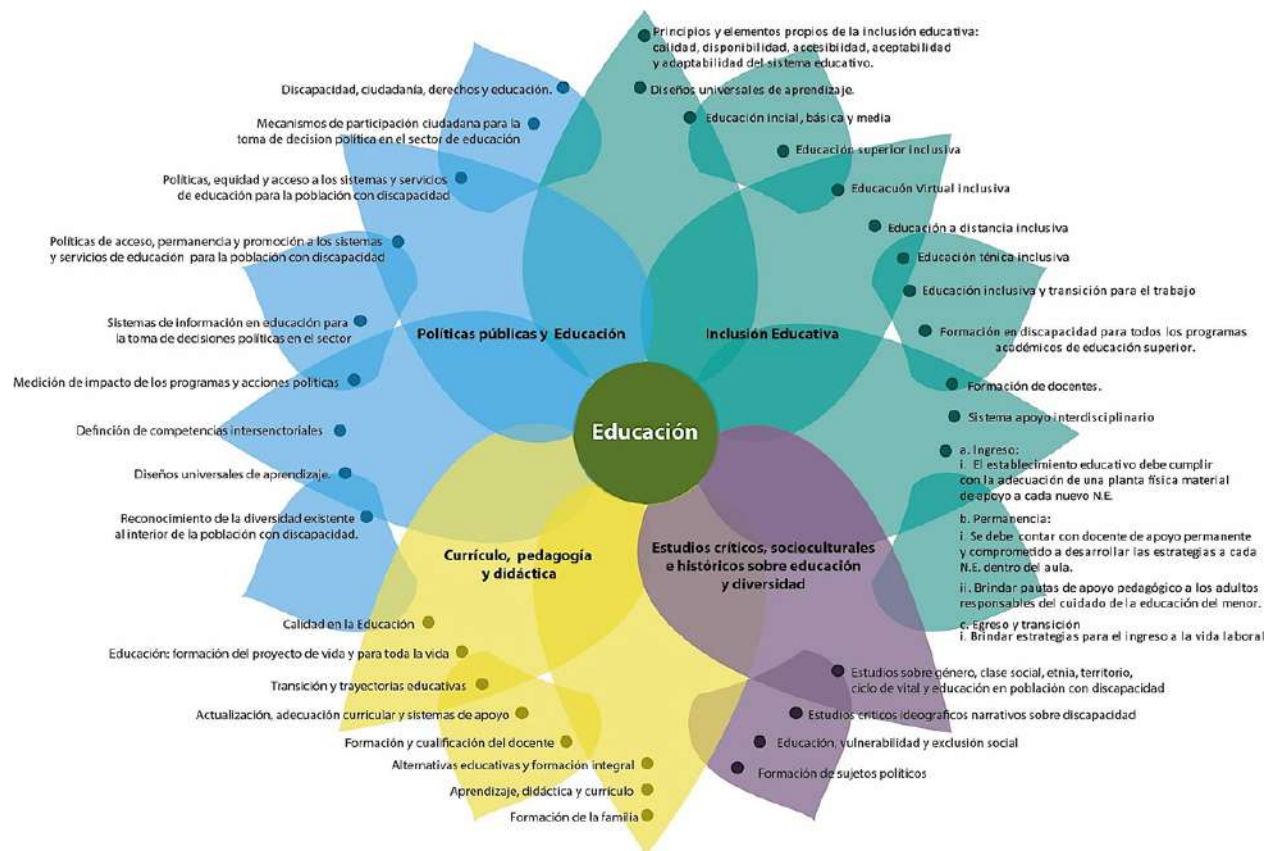 Principios y elementos propios de la inclusión educativa:
calidad, disponibilidad, accesibiidad, aceptabilidad
y adaptabilidad del sistema educativo.
Diseños universales de aprendizaje.
Educación incial, básica y media
Educación superior inclusiva
Educacuón Virtual inclusiva
Educación a distancia inclusiva
Educación ténica inclusiva
Educación inclusiva y transición para el trabajo
Formación en discapacidad para todos los programas
académicos de educación superior.
Formación de docentes.
Sistema apoyo interdisciplinario
a. Ingreso:
i. El establecimiento educativo debe cumplir
con la adecuación de una planta física material
de apoyo a cada nuevo N.E.
b. Permanencia:
i. Se debe contar con docente de apoyo permanente
y comprometido a desarrollar las estrategias a cada
N.E. dentro del aula.
ii. Brindar pautas de apoyo pedagógico a los adultos
responsables del cuidado de la educación del menor.
c. Egreso y transición
i. Brindar estrategias para el ingreso a la vida laboral
Discapacidad, ciudadanía, derechos y educación.
Mecanismos de participación ciudadana para la
toma de decision política en el sector de educación
Políticas, equidad y acceso a los sistemas y servicios
de educación para la población con discapacidad
Políticas de acceso, permanencia y promoción a los sistemas
y servicios de educación para la población con discapacidad
Sistemas de información en educación para
la toma de decisiones políticas en el sector
Medición de impacto de los programas y acciones políticas
Definción de competencias intersenctoriales
Diseños universales de aprendizaje.
Reconocimiento de la diversidad existente
al interior de la población con discapacidad.
Políticas públicas y Educación
Inclusión Educativa
Educación
Currículo, pedagogía
y didáctica
Estudios críticos, socioculturales
e históricos sobre educación
y diversidad
Calidad en la Educación
Educación: formación del proyecto de vida y para toda la vida
Transición y trayectorias educativas
Actualización, adecuación curricular y sistemas de apoyo
Formación y cualificación del docente
Alternativas educativas y formación integral
Aprendizaje, didáctica y currículo
Formación de la familia
Estudios sobre género, clase social, etnia, territorio,
ciclo de vital y educación en población con discapacidad
Estudios críticos ideograficos narrativos sobre discapacidad
Educación, vulnerabilidad y exclusión social
Formación de sujetos políticos